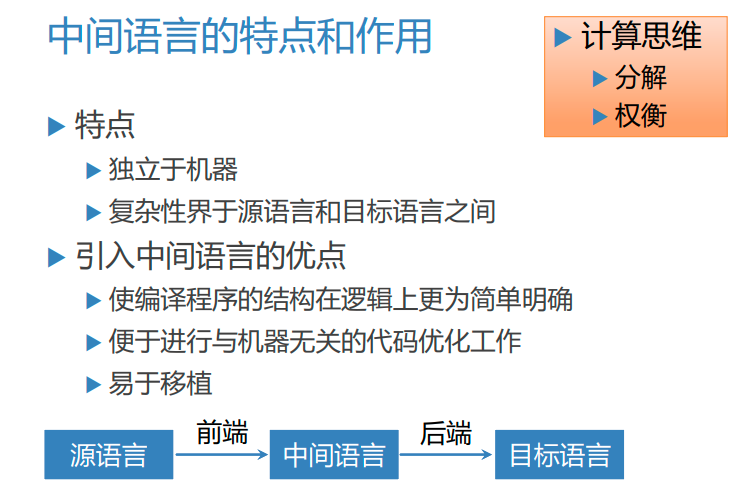 中间语言的特点和作用
计算思维
分解
权衡
特点
独立于机器
复杂性界于源语言和目标语言之间
引入中间语言的优点
使编译程序的结构在逻辑上更为简单明确
便于进行与机器无关的代码优化工作
易于移植
源语言 前端 中间语言 后端 目标语言